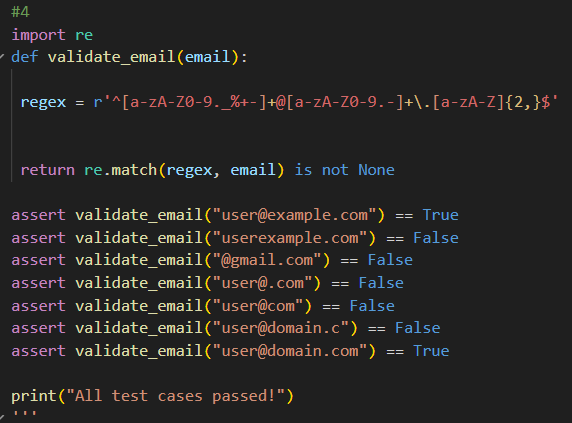 #4
import re
def validate_email(email):
regex = r'^[a-zA-Z0-9._%+-]+@[a-zA-Z0-9.-]+\.[a-zA-Z]{2,}$'
return re.match(regex, email) is not None
assert validate_email("user@example.com") == True
assert validate_email("userexample.com") == False
assert validate_email("@gmail.com") == False
assert validate_email("user@.com") == False
assert validate_email("user@com") == False
assert validate_email("user@domain.c") == False
assert validate_email("user@domain.com") == True
print("All test cases passed!")
'''